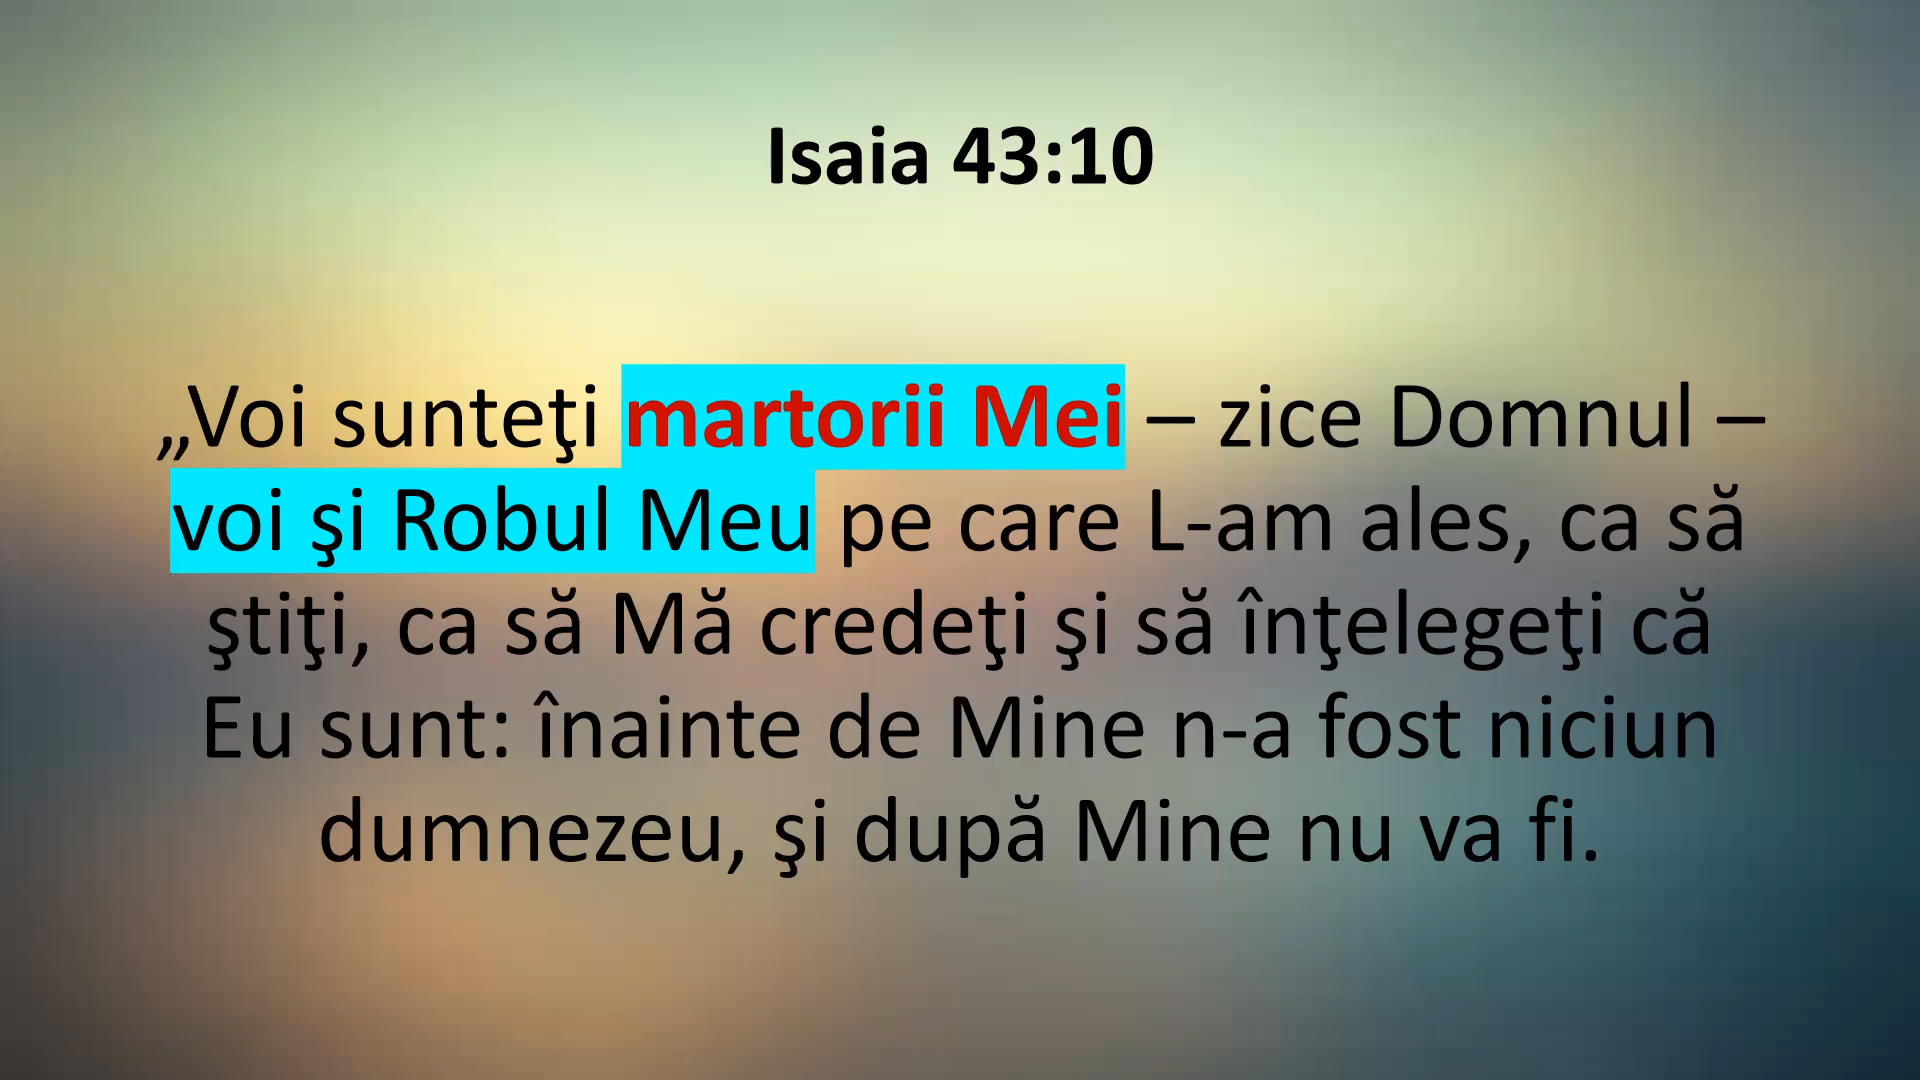 Isaia 43:10
„Voi sunteţi martorii Mei – zice Domnul –
voi şi Robul Meu pe care L-am ales, ca să
ştiţi, ca să Mă credeţi şi să înţelegeţi că
Eu sunt: înainte de Mine n-a fost niciun
dumnezeu, şi după Mine nu va fi.